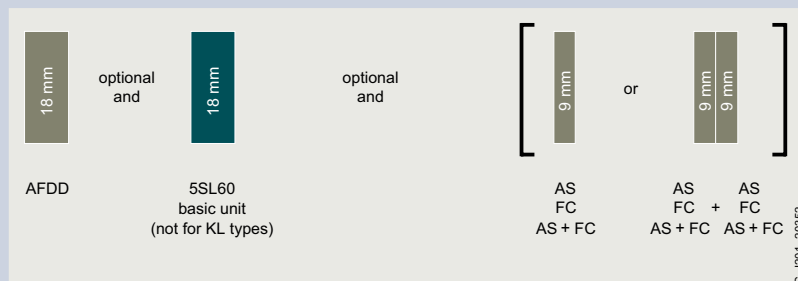 18 mm
optional
and
18 mm
optional
and
9 mm
or
9 mm
9 mm
AFDD
5SL60
basic unit
(not for KL types)
AS
FC
AS + FC
AS AS
FC + FC
AS + FC AS + FC